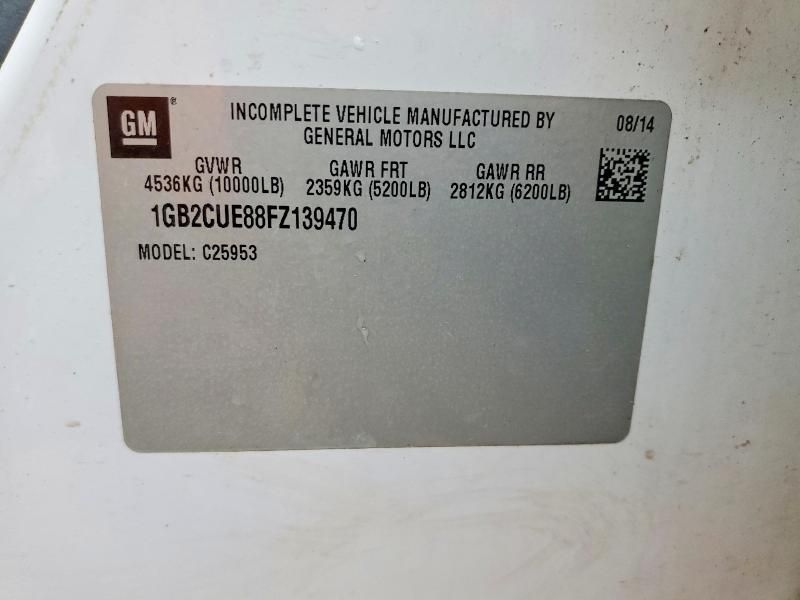 GM®
INCOMPLETE VEHICLE MANUFACTURED BY
GENERAL MOTORS LLC
08/14
GVWR GAWR FRT GAWR RR
4536KG (10000LB) 2359KG (5200LB) 2812KG (6200LB)
1GB2CUE88FZ139470
MODEL: C25953